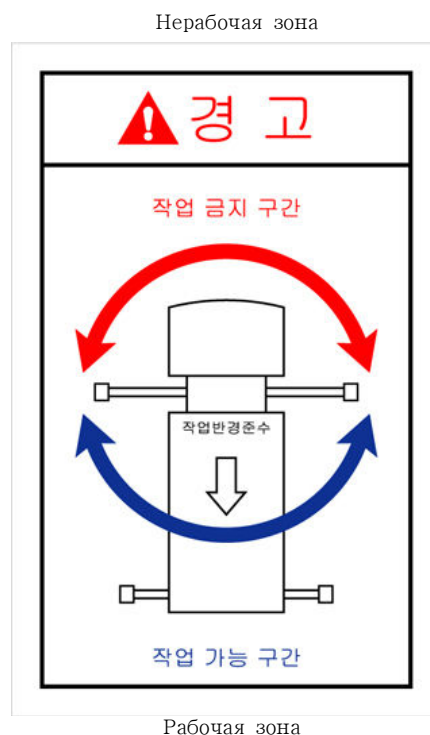 Нерабочая зона
경 고
작업 금지 구간
작업반경준수
작업 가능 구간
Рабочая зона